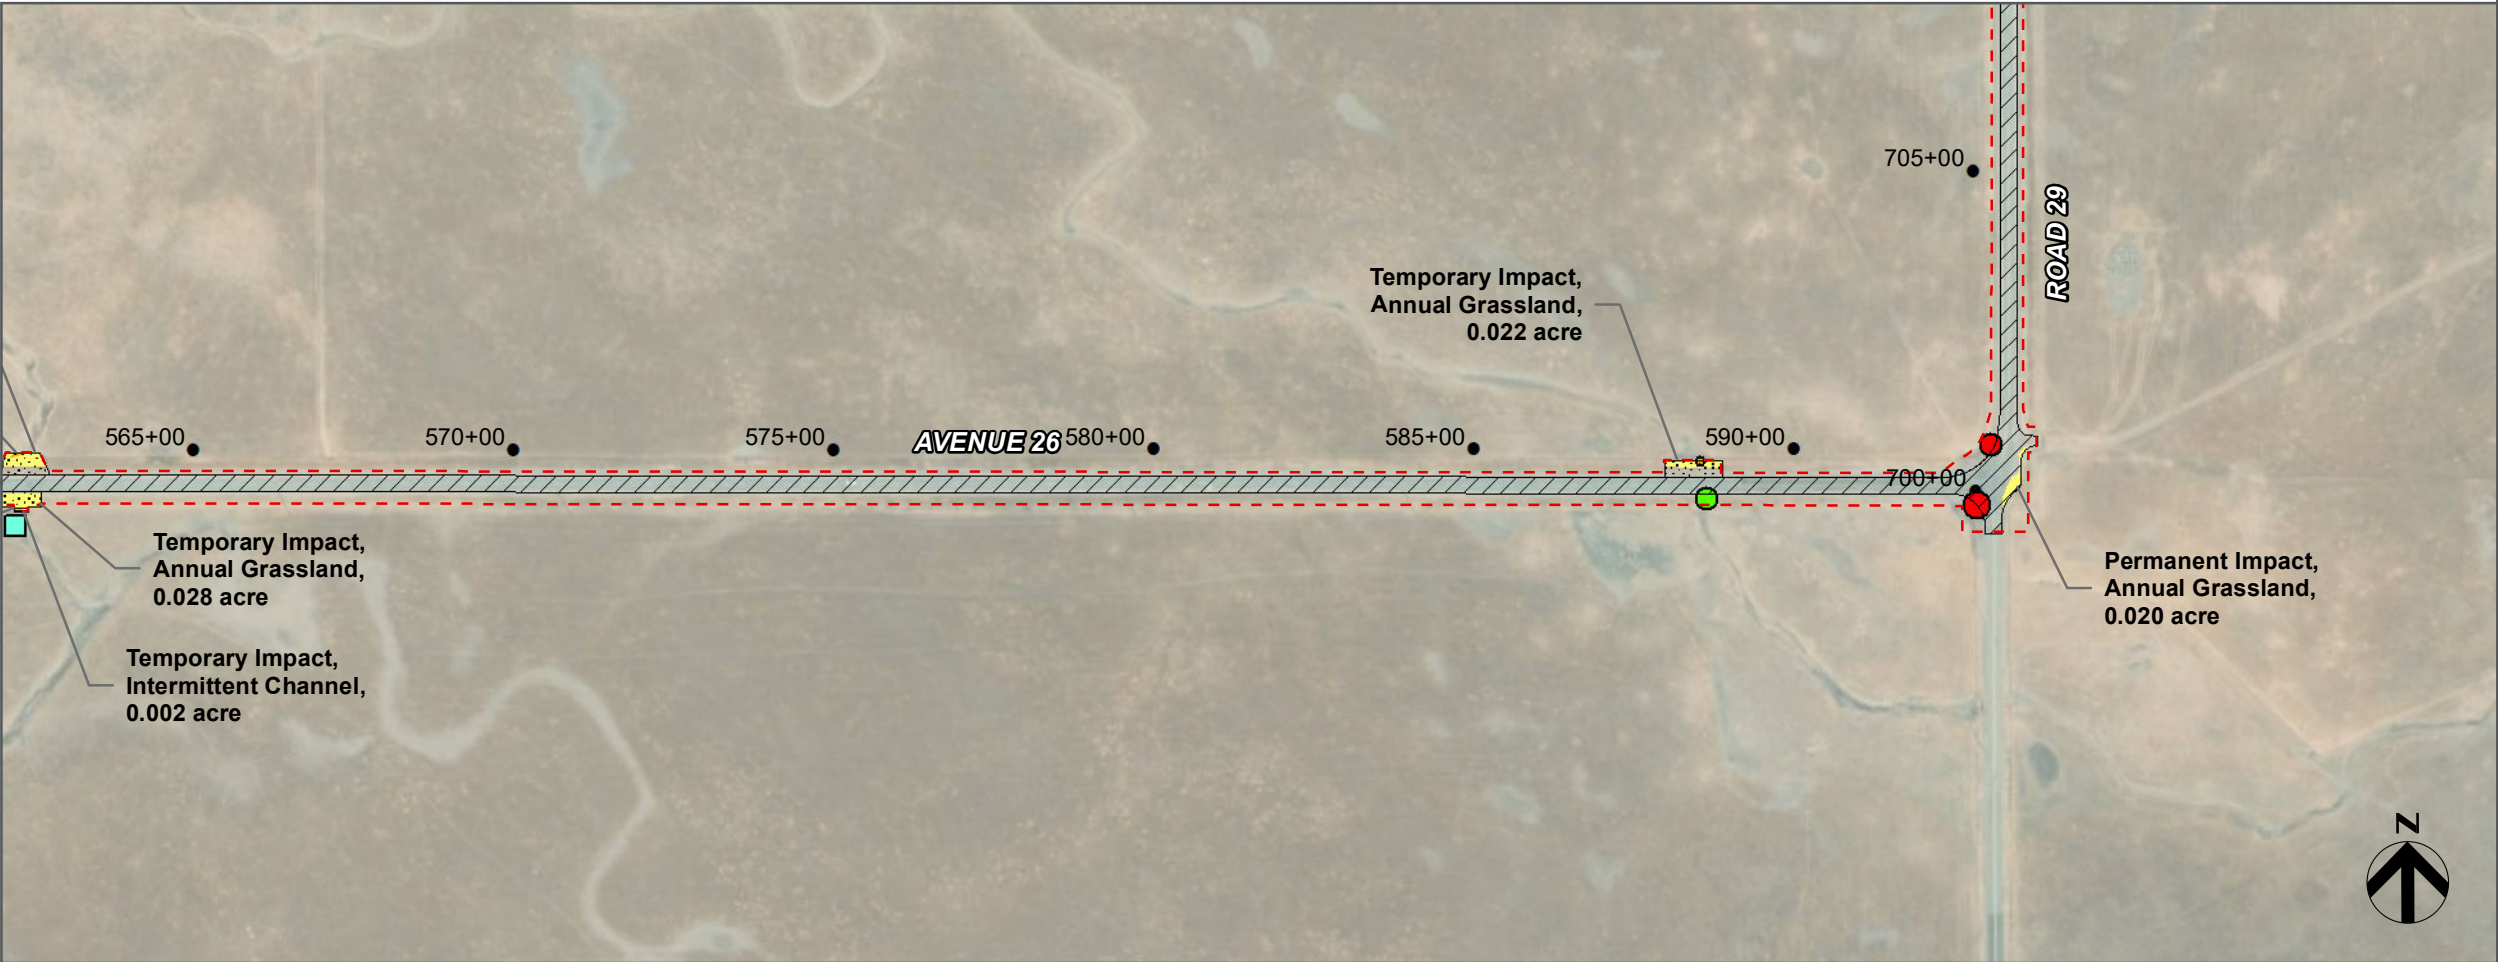 705+00
ROAD 29
Temporary Impact,
Annual Grassland,
0.022 acre
565+00
570+00
575+00
AVENUE 26
580+00
585+00
590+00
700+00
Temporary Impact,
Annual Grassland,
0.028 acre
Permanent Impact,
Annual Grassland,
0.020 acre
Temporary Impact,
Intermittent Channel,
0.002 acre
N